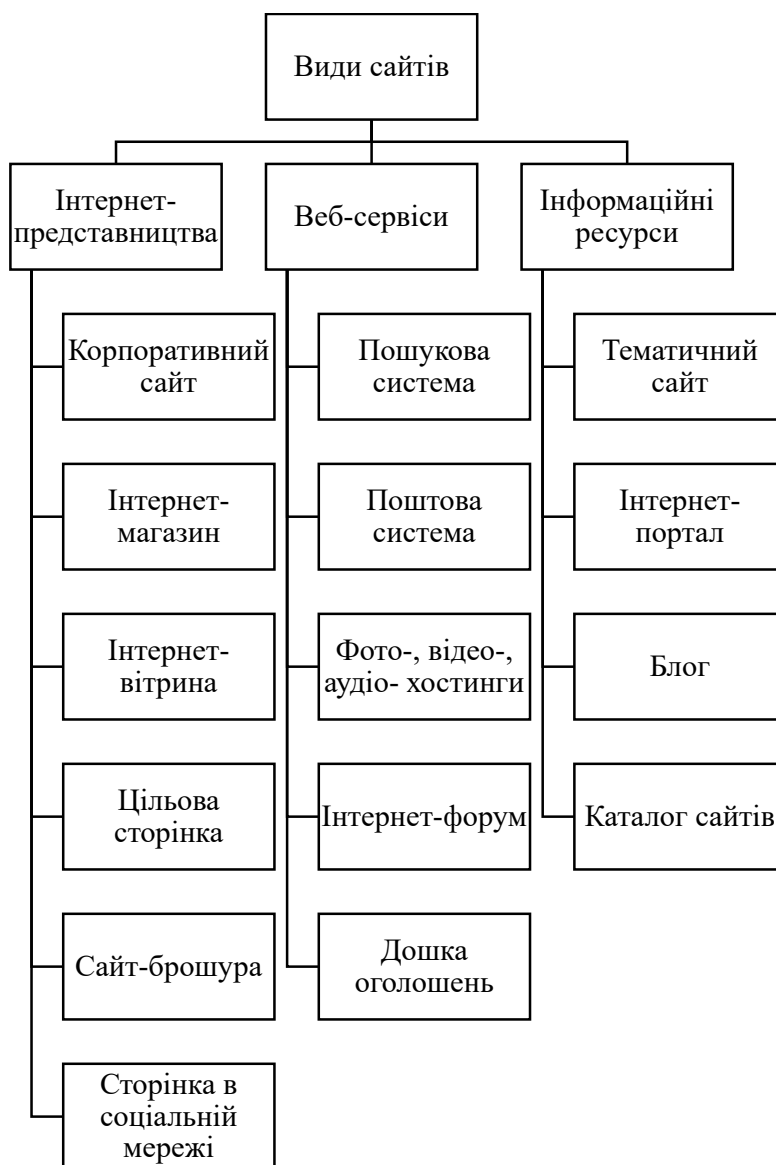 Види сайтів
Інтернет-
представництва
Корпоративний
сайт
Інтернет-
магазин
Інтернет-
вітрина
Цільова
сторінка
Сайт-брошура
Сторінка в
соціальній
мережі
Веб-сервіси
Пошукова
система
Поштова
система
Фото-, відео-,
аудіо- хостинги
Інтернет-форум
Дошка
оголошень
Інформаційні
ресурси
Тематичний
сайт
Інтернет-
портал
Блог
Каталог сайтів